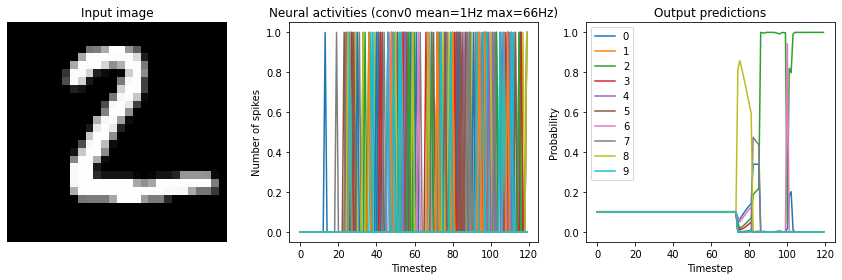 Input image
2
Neural activities (conv0 mean=1Hz max=66Hz)
Number of spikes
1.0
0.8
0.6
0.4
0.2
0.0
0 20 40 60 80 100 120
Timestep
Output predictions
Probability
1.0
0.8
0.6
0.4
0.2
0.0
0
1
2
3
4
5
6
7
8
9
0 20 40 60 80 100 120
Timestep